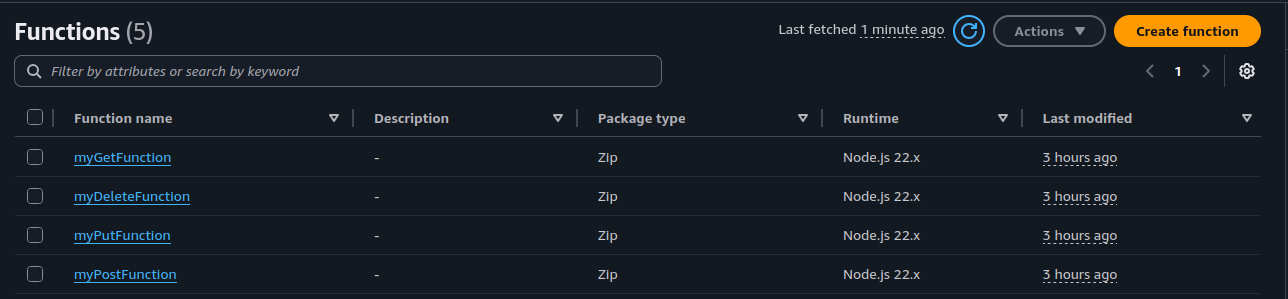 Functions (5)
Last fetched 1 minute ago
Actions
Create function
Filter by attributes or search by keyword
1
Function name Description Package type Runtime Last modified
myGetFunction - Zip Node.js 22.x 3 hours ago
myDeleteFunction - Zip Node.js 22.x 3 hours ago
myPutFunction - Zip Node.js 22.x 3 hours ago
myPostFunction - Zip Node.js 22.x 3 hours ago